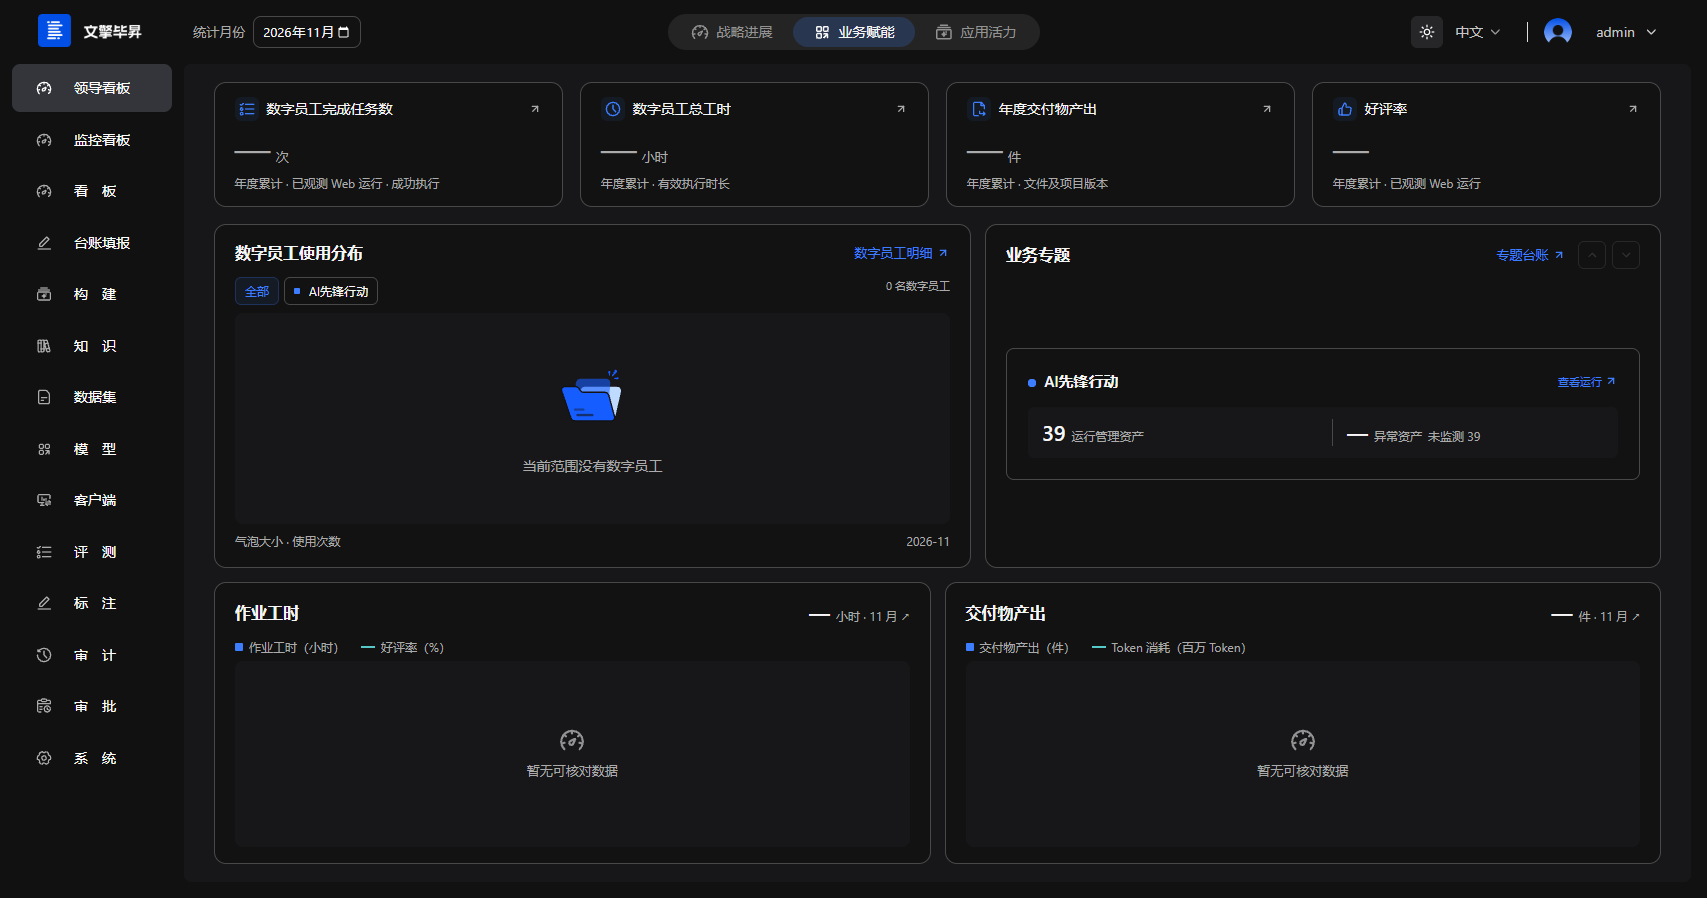 文擎毕昇
统计月份 2026年11月
战略进展 业务赋能 应用活力
中文 admin
领导看板
监控看板
看 板
台账填报
构 建
知 识
数据集
模 型
客户端
评 测
标 注
审 计
审 批
系 统
数字员工完成任务数
— 次
年度累计 · 已观测 Web 运行 · 成功执行
数字员工总工时
— 小时
年度累计 · 有效执行时长
年度交付物产出
— 件
年度累计 · 文件及项目版本
好评率
—
年度累计 · 已观测 Web 运行
数字员工使用分布 数字员工明细 ↗
全部 AI先锋行动 0 名数字员工
当前范围没有数字员工
气泡大小 · 使用次数 2026-11
业务专题 专题台账 ↗
AI先锋行动 查看运行 ↗
39 运行管理资产 — 异常资产 未监测 39
作业工时 — 小时 · 11 月 ↗
作业工时（小时） 好评率（%）
暂无可核对数据
交付物产出 — 件 · 11 月 ↗
交付物产出（件） Token 消耗（百万 Token）
暂无可核对数据